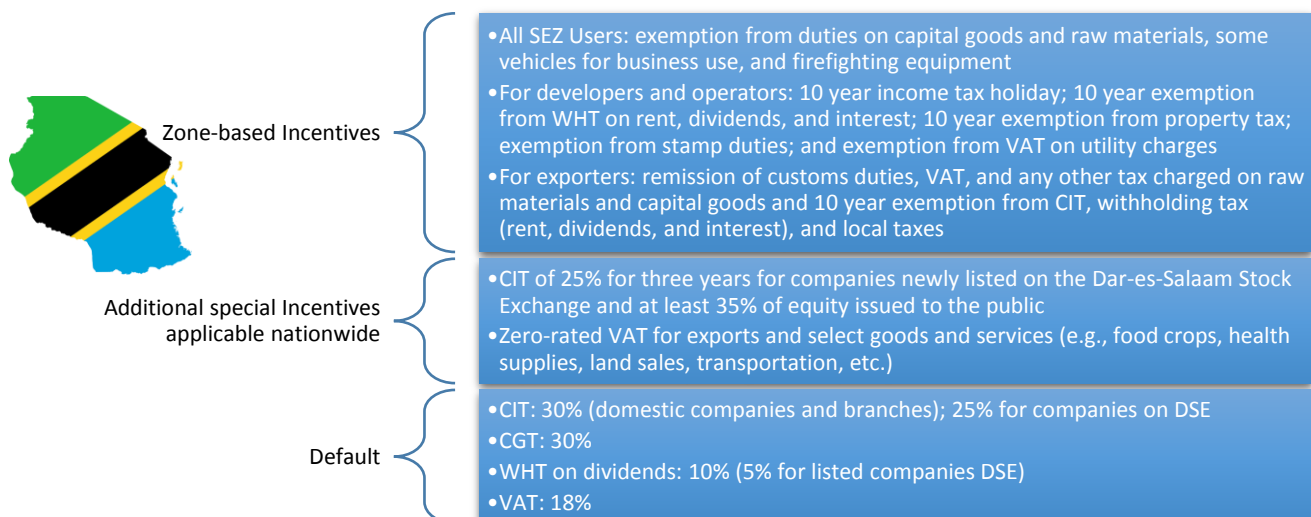 Zone-based Incentives
•All SEZ Users: exemption from duties on capital goods and raw materials, some
vehicles for business use, and firefighting equipment
•For developers and operators: 10 year income tax holiday; 10 year exemption
from WHT on rent, dividends, and interest; 10 year exemption from property tax;
exemption from stamp duties; and exemption from VAT on utility charges
•For exporters: remission of customs duties, VAT, and any other tax charged on raw
materials and capital goods and 10 year exemption from CIT, withholding tax
(rent, dividends, and interest), and local taxes
Additional special Incentives
applicable nationwide
•CIT of 25% for three years for companies newly listed on the Dar-es-Salaam Stock
Exchange and at least 35% of equity issued to the public
•Zero-rated VAT for exports and select goods and services (e.g., food crops, health
supplies, land sales, transportation, etc.)
Default
•CIT: 30% (domestic companies and branches); 25% for companies on DSE
•CGT: 30%
•WHT on dividends: 10% (5% for listed companies DSE)
•VAT: 18%